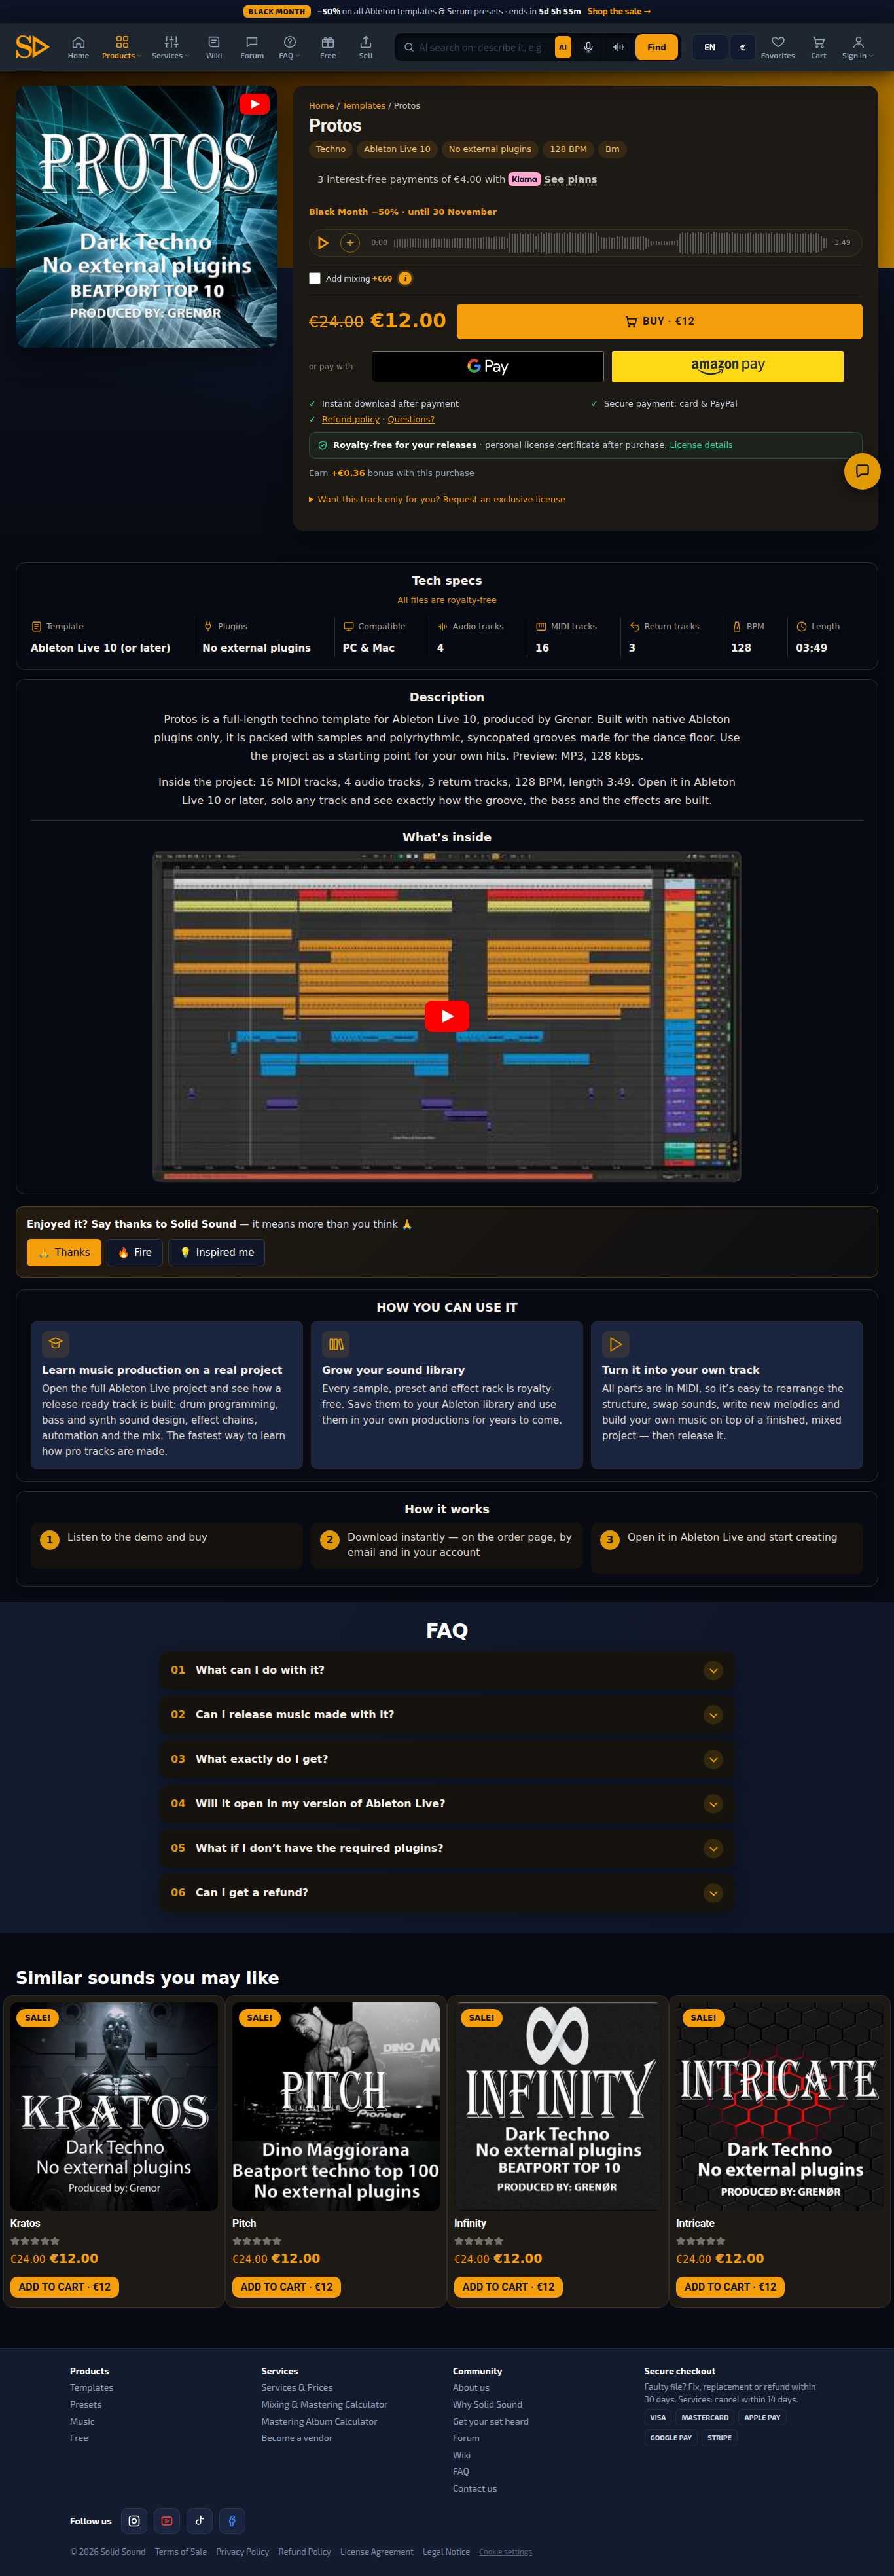 BLACK MONTH −50% on all Ableton templates & Serum presets · ends in 5d 5h 55m Shop the sale →
Home
Products
Services
Wiki
Forum
FAQ
Free
Sell
AI search on: describe it, e.g
AI
Find
EN
€
Favorites
Cart
Sign in
PROTOS
Dark Techno
No external plugins
BEATPORT TOP 10
PRODUCED BY: GRENØR
Home / Templates / Protos
Protos
Techno
Ableton Live 10
No external plugins
128 BPM
Bm
3 interest-free payments of €4.00 with Klarna See plans
Black Month −50% · until 30 November
0:00
3:49
Add mixing +€69 i
€24.00 €12.00
BUY · €12
or pay with
G Pay
amazon pay
✓ Instant download after payment
✓ Secure payment: card & PayPal
✓ Refund policy · Questions?
Royalty-free for your releases · personal license certificate after purchase. License details
Earn +€0.36 bonus with this purchase
Want this track only for you? Request an exclusive license
Tech specs
All files are royalty-free
Template
Ableton Live 10 (or later)
Plugins
No external plugins
Compatible
PC & Mac
Audio tracks
4
MIDI tracks
16
Return tracks
3
BPM
128
Length
03:49
Description
Protos is a full-length techno template for Ableton Live 10, produced by Grenør. Built with native Ableton
plugins only, it is packed with samples and polyrhythmic, syncopated grooves made for the dance floor. Use
the project as a starting point for your own hits. Preview: MP3, 128 kbps.
Inside the project: 16 MIDI tracks, 4 audio tracks, 3 return tracks, 128 BPM, length 3:49. Open it in Ableton
Live 10 or later, solo any track and see exactly how the groove, the bass and the effects are built.
What’s inside
Enjoyed it? Say thanks to Solid Sound — it means more than you think 🙏
🙏 Thanks
🔥 Fire
💡 Inspired me
HOW YOU CAN USE IT
Learn music production on a real project
Open the full Ableton Live project and see how a
release-ready track is built: drum programming,
bass and synth sound design, effect chains,
automation and the mix. The fastest way to learn
how pro tracks are made.
Grow your sound library
Every sample, preset and effect rack is royalty-
free. Save them to your Ableton library and use
them in your own productions for years to come.
Turn it into your own track
All parts are in MIDI, so it’s easy to rearrange the
structure, swap sounds, write new melodies and
build your own music on top of a finished, mixed
project — then release it.
How it works
1 Listen to the demo and buy
2 Download instantly — on the order page, by
email and in your account
3 Open it in Ableton Live and start creating
FAQ
01 What can I do with it?
02 Can I release music made with it?
03 What exactly do I get?
04 Will it open in my version of Ableton Live?
05 What if I don’t have the required plugins?
06 Can I get a refund?
Similar sounds you may like
SALE!
KRATOS
Dark Techno
No external plugins
Produced by: Grenor
Kratos
€24.00 €12.00
ADD TO CART · €12
SALE!
PITCH
Pioneer
Dino Maggiorana
Beatport techno top 100
No external plugins
Pitch
€24.00 €12.00
ADD TO CART · €12
SALE!
INFINITY
Dark Techno
No external plugins
BEATPORT TOP 10
PRODUCED BY: GRENØR
Infinity
€24.00 €12.00
ADD TO CART · €12
SALE!
INTRICATE
Dark Techno
No external plugins
PRODUCED BY: GRENØR
Intricate
€24.00 €12.00
ADD TO CART · €12
Products
Templates
Presets
Music
Free
Services
Services & Prices
Mixing & Mastering Calculator
Mastering Album Calculator
Become a vendor
Community
About us
Why Solid Sound
Get your set heard
Forum
Wiki
FAQ
Contact us
Secure checkout
Faulty file? Fix, replacement or refund within
30 days. Services: cancel within 14 days.
VISA
MASTERCARD
APPLE PAY
GOOGLE PAY
STRIPE
Follow us
© 2026 Solid Sound Terms of Sale Privacy Policy Refund Policy License Agreement Legal Notice Cookie settings